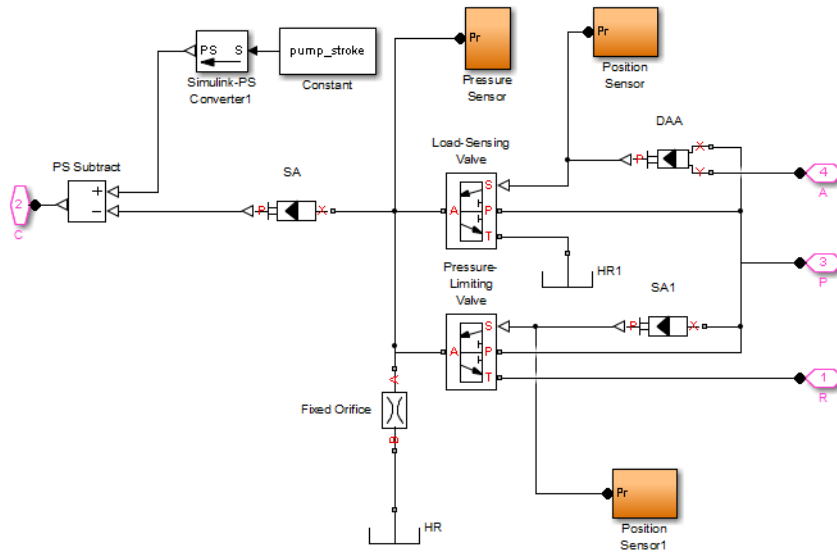 Pr
Pressure
Sensor
Pr
Position
Sensor
PS S
Simulink-PS
Converter1
pump_stroke
Constant
DAA
P
X
Y
4
A
Load-Sensing
Valve
S
A P
T
PS Subtract
+
−
2
C
SA
P X
HR1
3
P
Pressure-
Limiting
Valve
S
A P
T
SA1
P X
1
R
A
Fixed Orifice
B
HR
Pr
Position
Sensor1